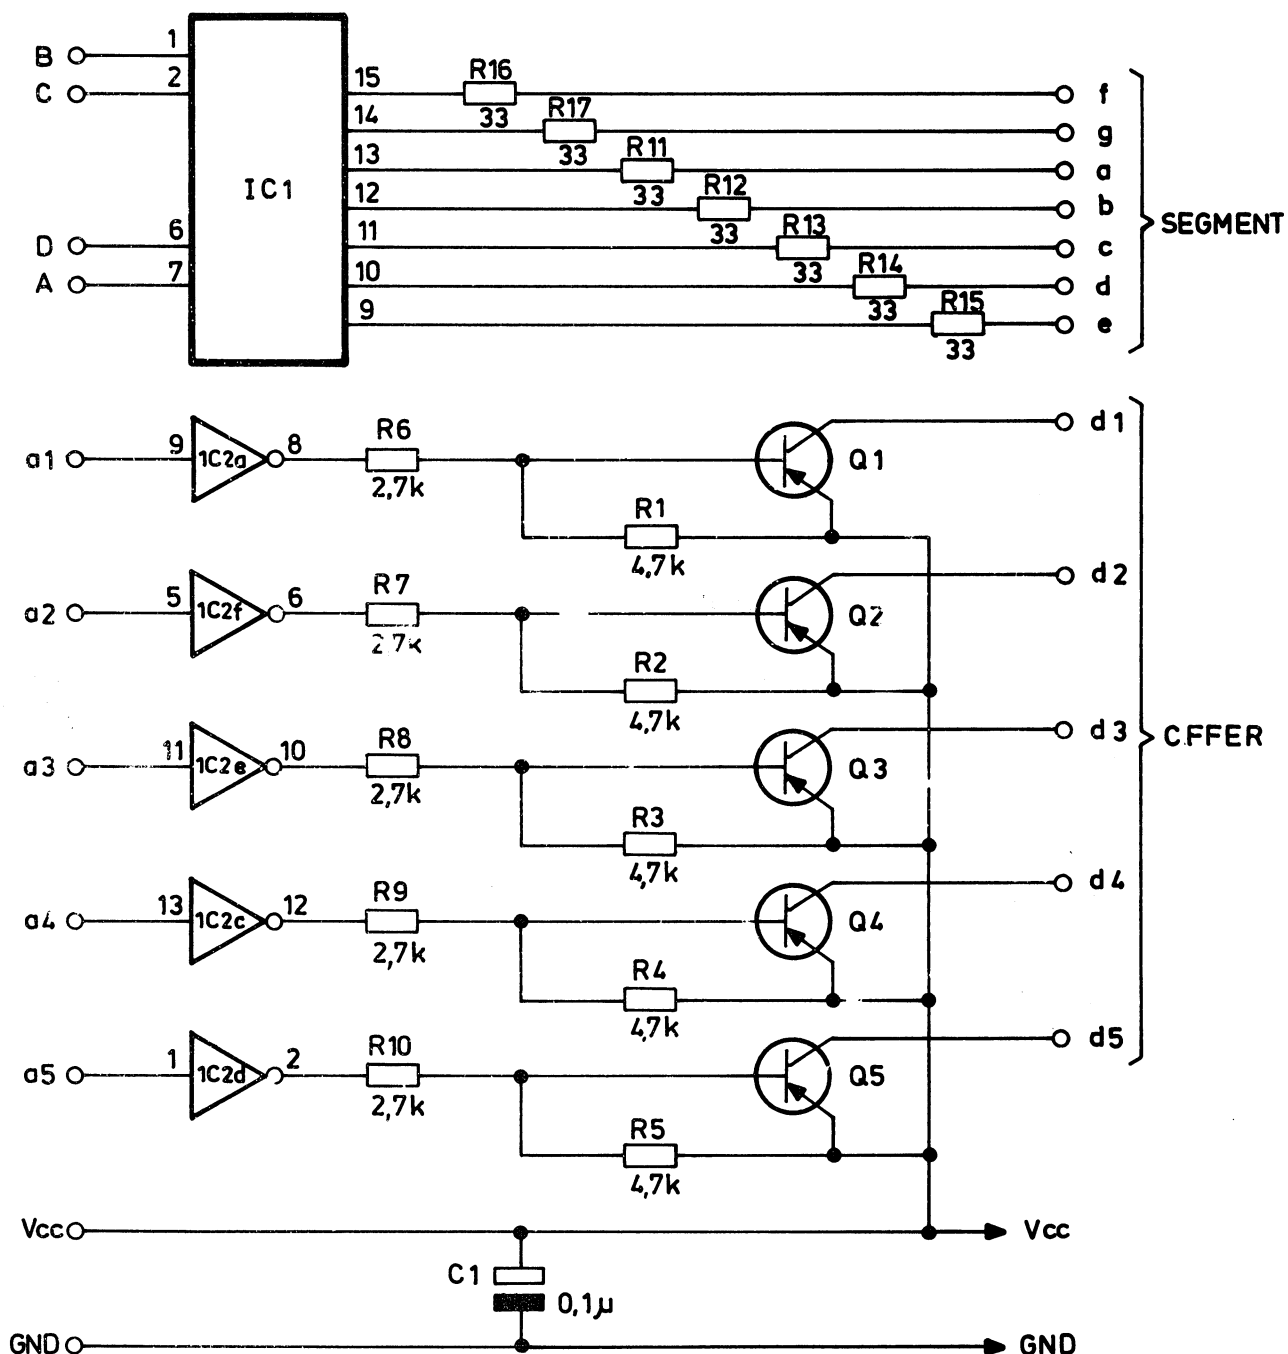 B 1
C 2
IC1
D 6
A 7
15 R16 33 f
14 R17 33 g
13 R11 33 a
12 R12 33 b
11 R13 33 c
10 R14 33 d
9 R15 33 e
SEGMENT
a1 9 1C2a 8 R6 2,7k Q1 d1
R1 4,7k
a2 5 1C2f 6 R7 2,7k Q2 d2
R2 4,7k
a3 11 1C2e 10 R8 2,7k Q3 d3
R3 4,7k
C.FFER
a4 13 1C2c 12 R9 2,7k Q4 d4
R4 4,7k
a5 1 1C2d 2 R10 2,7k Q5 d5
R5 4,7k
Vcc Vcc
C1 0,1µ
GND GND